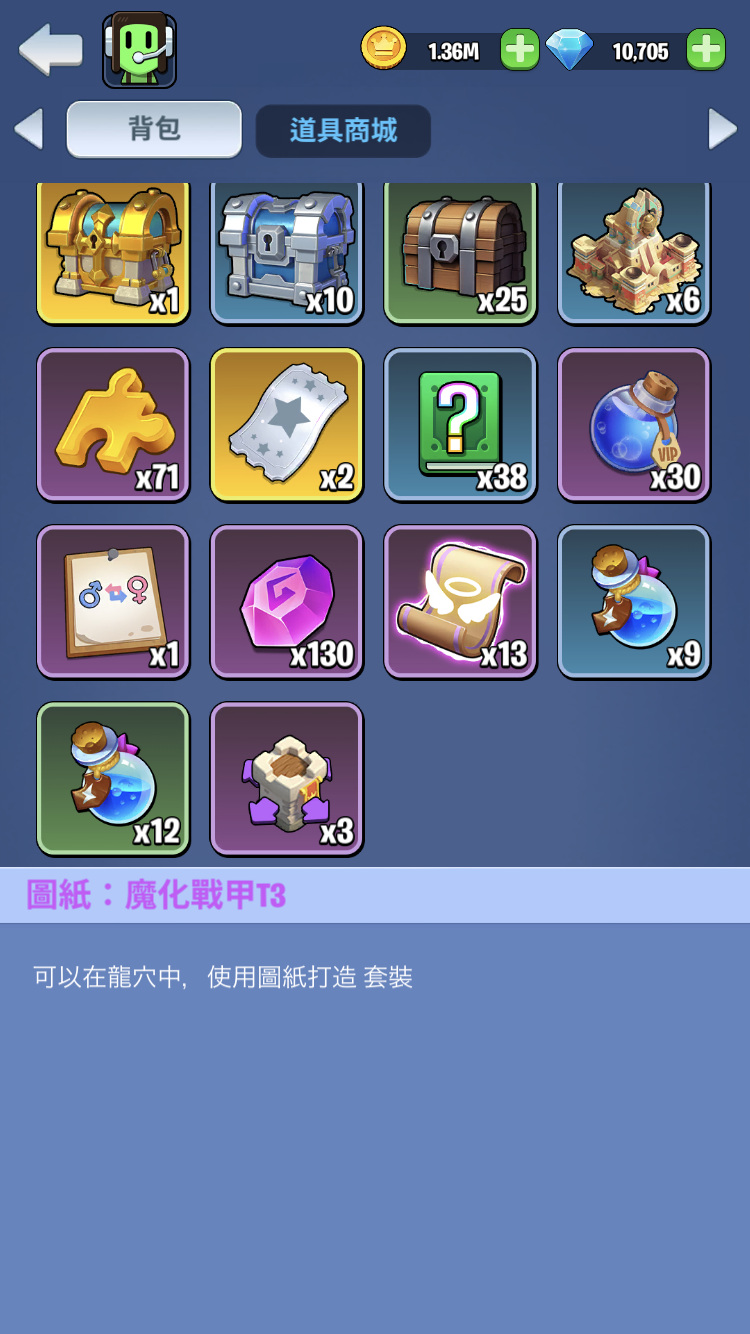 1.36M
10,705
背包
道具商城
x1
x10
x25
x6
x71
x2
?
x38
VIP
x30
x1
x130
x13
x9
x12
x3
圖紙：魔化戰甲T3
可以在龍穴中，使用圖紙打造 套裝